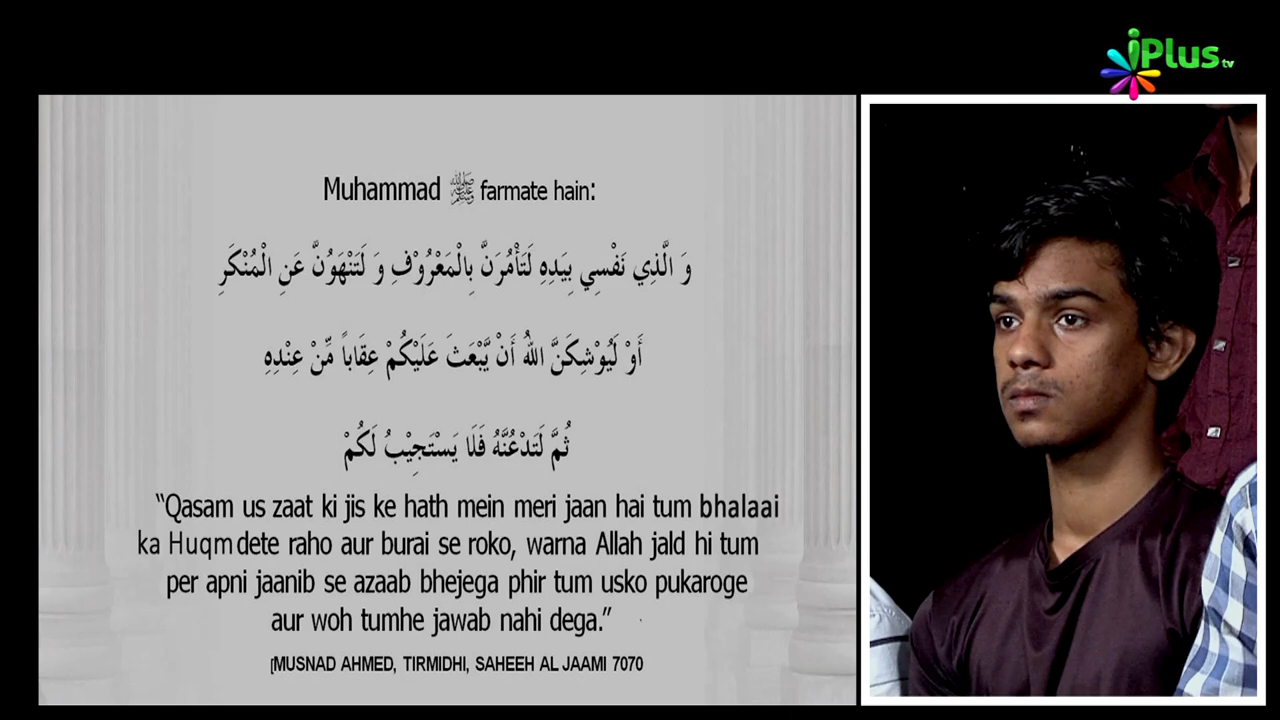 iPlus tv
Muhammad ﷺ farmate hain:
وَ الَّذِي نَفْسِي بِيَدِهِ لَتَأْمُرَنَّ بِالْمَعْرُوْفِ وَ لَتَنْهَوُنَّ عَنِ الْمُنْكَرِ
أَوْ لَيُوْشِكَنَّ اللهُ أَنْ يَّبْعَثَ عَلَيْكُمْ عِقَاباً مِّنْ عِنْدِهِ
ثُمَّ لَتَدْعُنَّهُ فَلَا يَسْتَجِيْبُ لَكُمْ
“Qasam us zaat ki jis ke hath mein meri jaan hai tum bhalaai
ka Huqm dete raho aur burai se roko, warna Allah jald hi tum
per apni jaanib se azaab bhejega phir tum usko pukaroge
aur woh tumhe jawab nahi dega.”
[MUSNAD AHMED, TIRMIDHI, SAHEEH AL JAAMI 7070